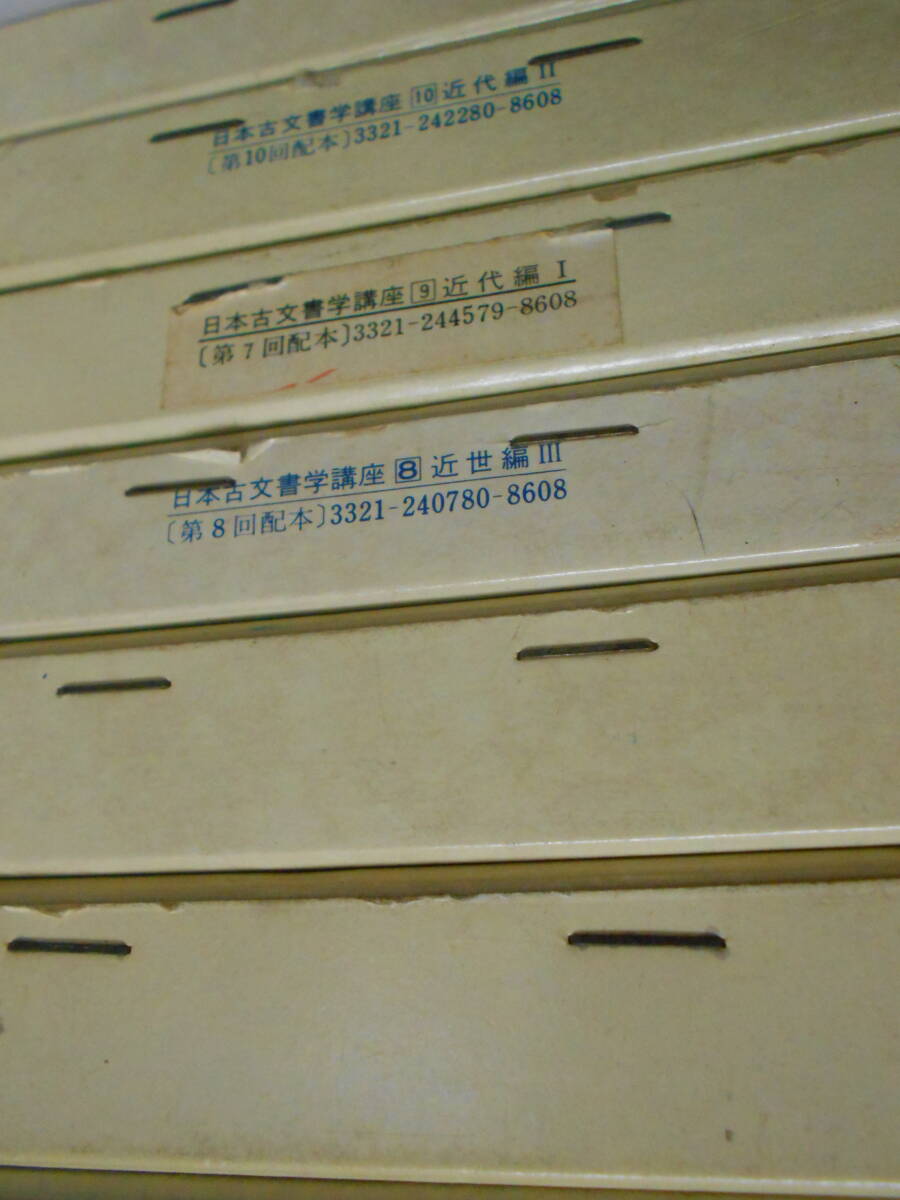 日本古文書学講座 10 近代編 II
〔第10回配本〕3321-242280-8608
日本古文書学講座 9 近代編 I
〔第7回配本〕3321-244579-8608
日本古文書学講座 8 近世編 III
〔第8回配本〕3321-240780-8608